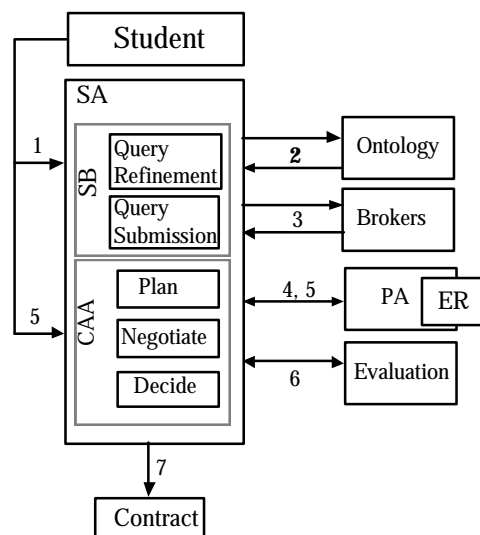 Student
SA
1
SB
Query
Refinement
2
Ontology
Query
Submission
3
Brokers
CAA
Plan
4, 5
PA
ER
5
Negotiate
6
Evaluation
Decide
7
Contract